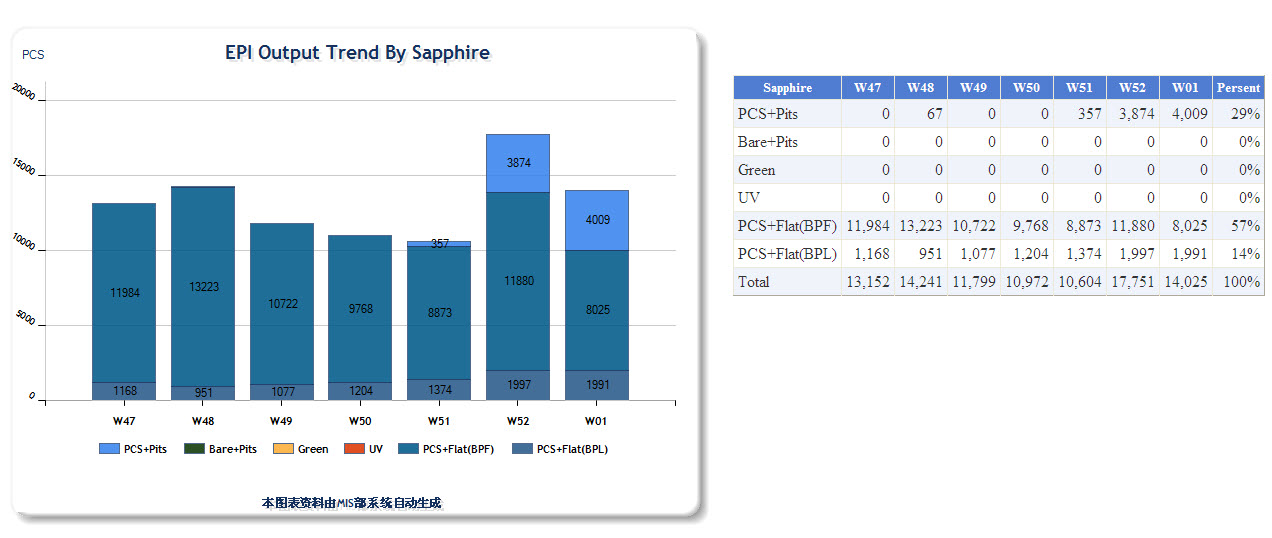 EPI Output Trend By Sapphire
PCS
20000
15000
10000
5000
0
3874
4009
357
11984
13223
10722
9768
8873
11880
8025
1168
951
1077
1204
1374
1997
1991
W47 W48 W49 W50 W51 W52 W01
PCS+Pits Bare+Pits Green UV PCS+Flat(BPF) PCS+Flat(BPL)
本图表资料由MIS部系统自动生成
Sapphire W47 W48 W49 W50 W51 W52 W01 Persent
PCS+Pits 0 67 0 0 357 3,874 4,009 29%
Bare+Pits 0 0 0 0 0 0 0 0%
Green 0 0 0 0 0 0 0 0%
UV 0 0 0 0 0 0 0 0%
PCS+Flat(BPF) 11,984 13,223 10,722 9,768 8,873 11,880 8,025 57%
PCS+Flat(BPL) 1,168 951 1,077 1,204 1,374 1,997 1,991 14%
Total 13,152 14,241 11,799 10,972 10,604 17,751 14,025 100%